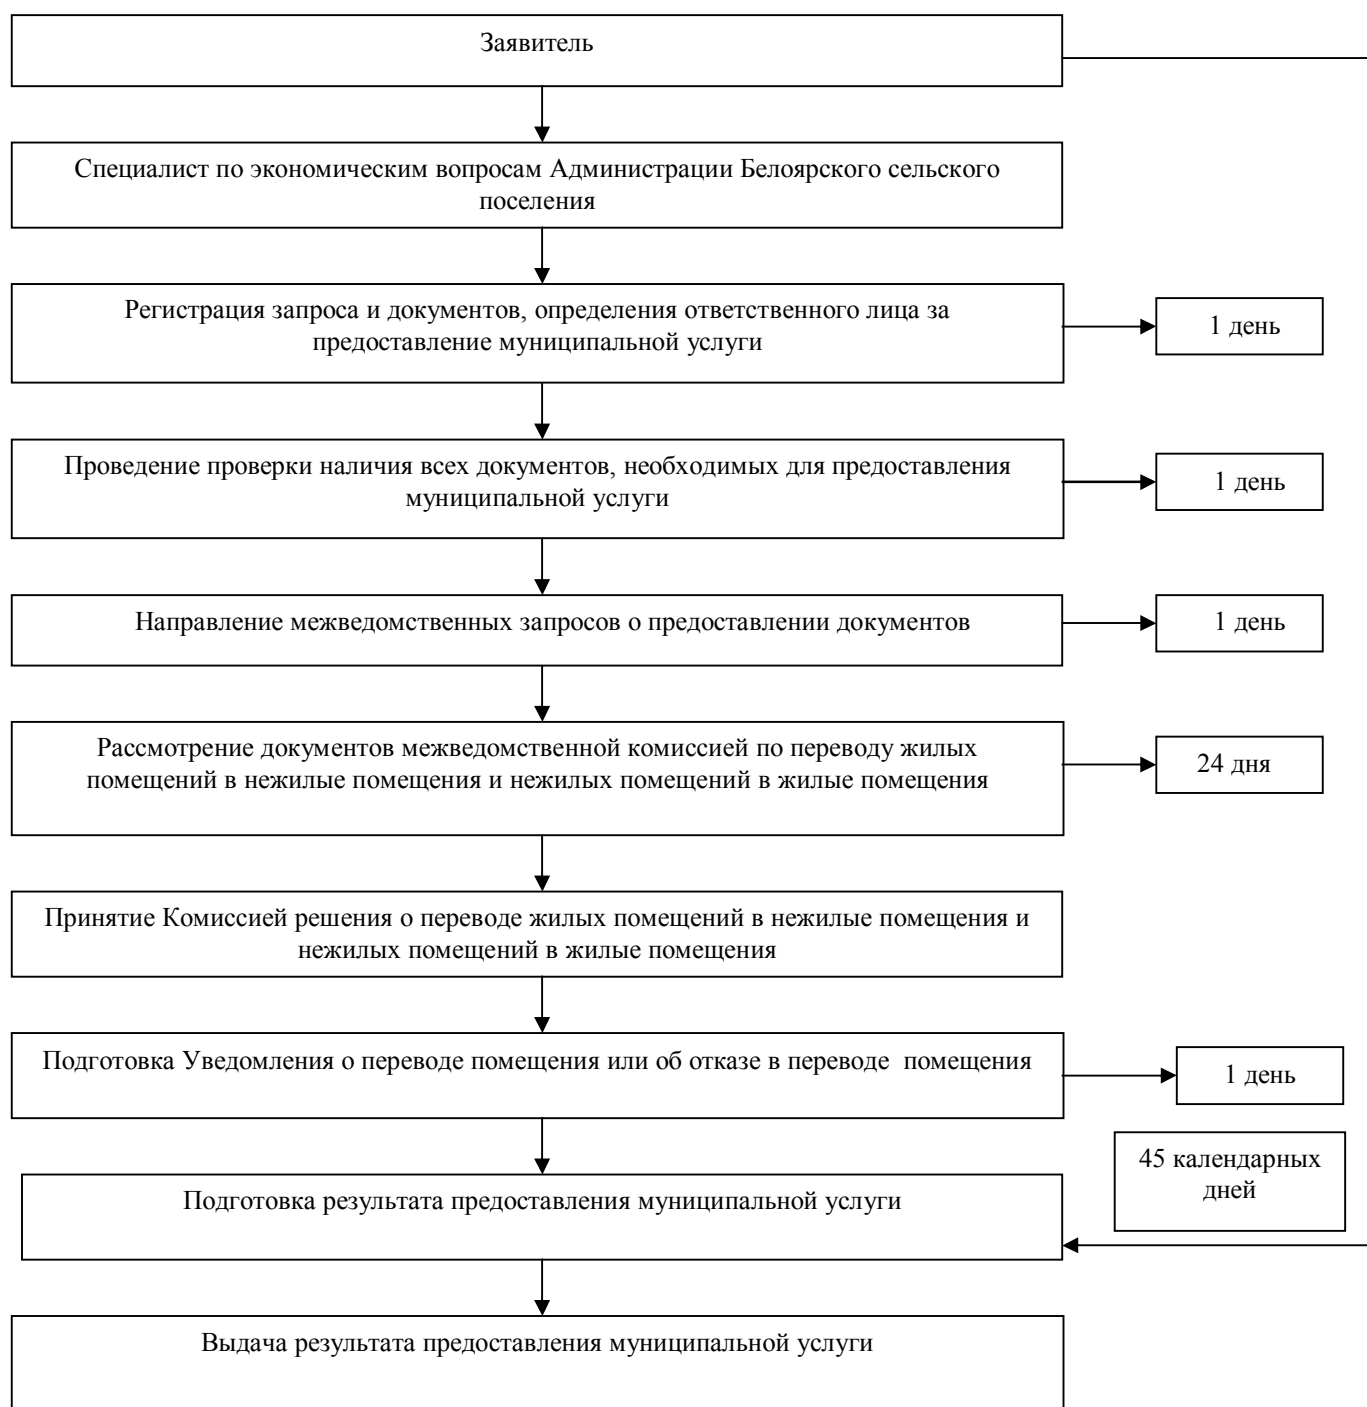 Заявитель
Специалист по экономическим вопросам Администрации Белоярского сельского
поселения
Регистрация запроса и документов, определения ответственного лица за
предоставление муниципальной услуги
1 день
Проведение проверки наличия всех документов, необходимых для предоставления
муниципальной услуги
1 день
Направление межведомственных запросов о предоставлении документов
1 день
Рассмотрение документов межведомственной комиссией по переводу жилых
помещений в нежилые помещения и нежилых помещений в жилые помещения
24 дня
Принятие Комиссией решения о переводе жилых помещений в нежилые помещения и
нежилых помещений в жилые помещения
Подготовка Уведомления о переводе помещения или об отказе в переводе  помещения
1 день
45 календарных
дней
Подготовка результата предоставления муниципальной услуги
Выдача результата предоставления муниципальной услуги